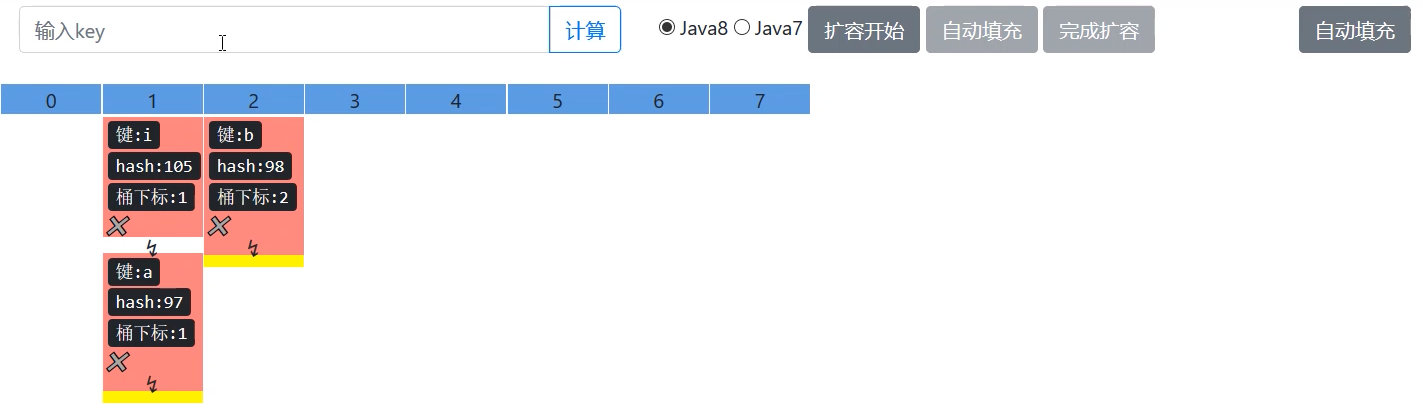 输入key 计算 Java8 Java7 扩容开始 自动填充 完成扩容 自动填充
0 1 2 3 4 5 6 7
键:i 键:b
hash:105 hash:98
桶下标:1 桶下标:2
键:a
hash:97
桶下标:1